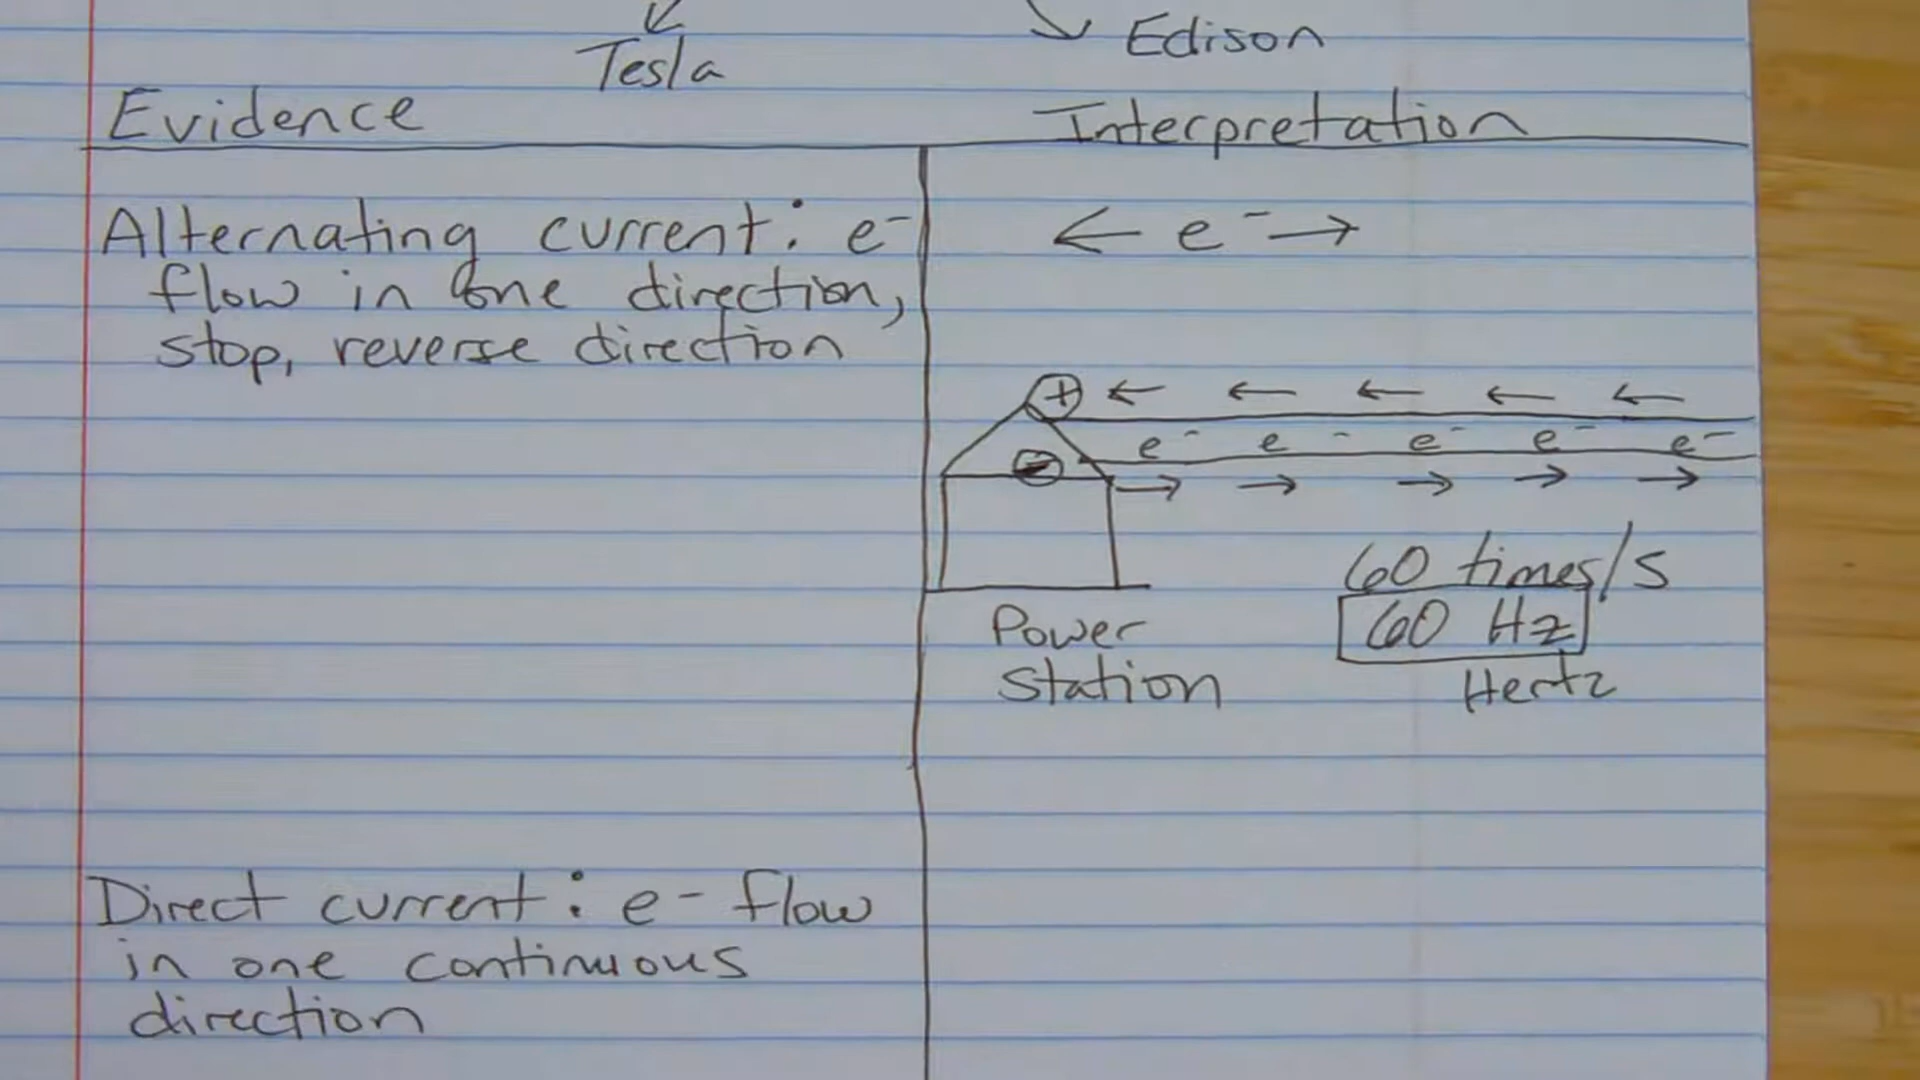 Tesla
Edison
Evidence
Interpretation
Alternating current: e-
flow in one direction,
stop, reverse direction
← e- →
+ ← ← ← ← ←
e- e- e- e- e-
-
→ → → → →
60 times/s
60 Hz
Hertz
Power
Station
Direct current: e- flow
in one continuous
direction